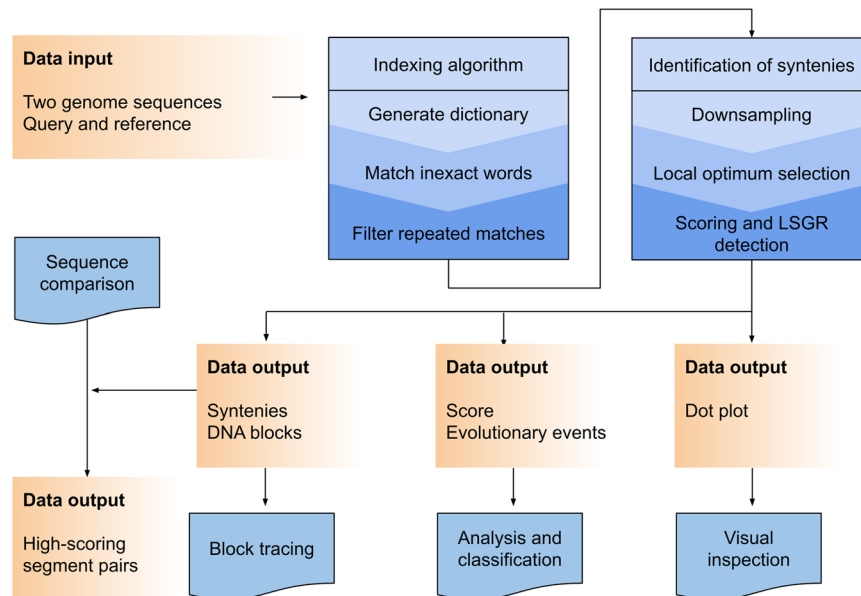 Data input
Two genome sequences
Query and reference
Indexing algorithm
Generate dictionary
Match inexact words
Filter repeated matches
Identification of syntenies
Downsampling
Local optimum selection
Scoring and LSGR
detection
Sequence
comparison
Data output
Syntenies
DNA blocks
Data output
Score
Evolutionary events
Data output
Dot plot
Data output
High-scoring
segment pairs
Block tracing
Analysis and
classification
Visual
inspection